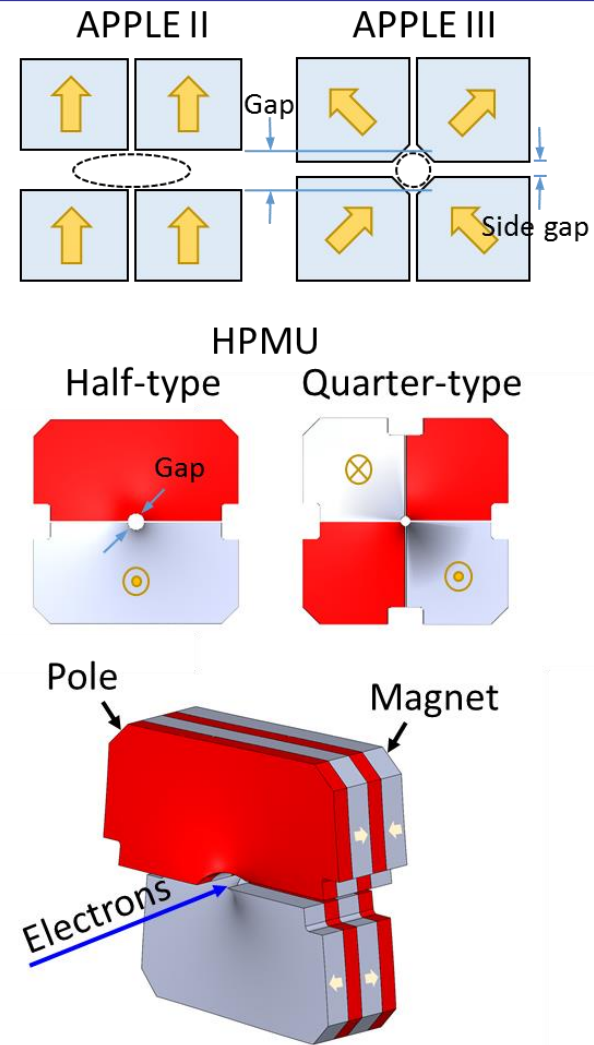 APPLE II
APPLE III
Gap
Side gap
HPMU
Half-type
Quarter-type
Gap
Pole
Magnet
Electrons